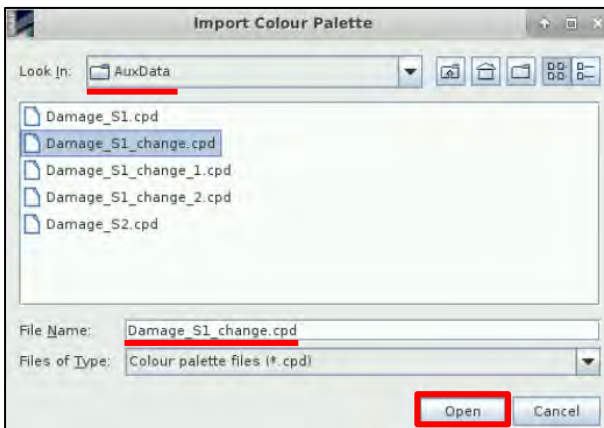 Import Colour Palette
Look In: AuxData
Damage_S1.cpd
Damage_S1_change.cpd
Damage_S1_change_1.cpd
Damage_S1_change_2.cpd
Damage_S2.cpd
File Name: Damage_S1_change.cpd
Files of Type: Colour palette files (*.cpd)
Open Cancel